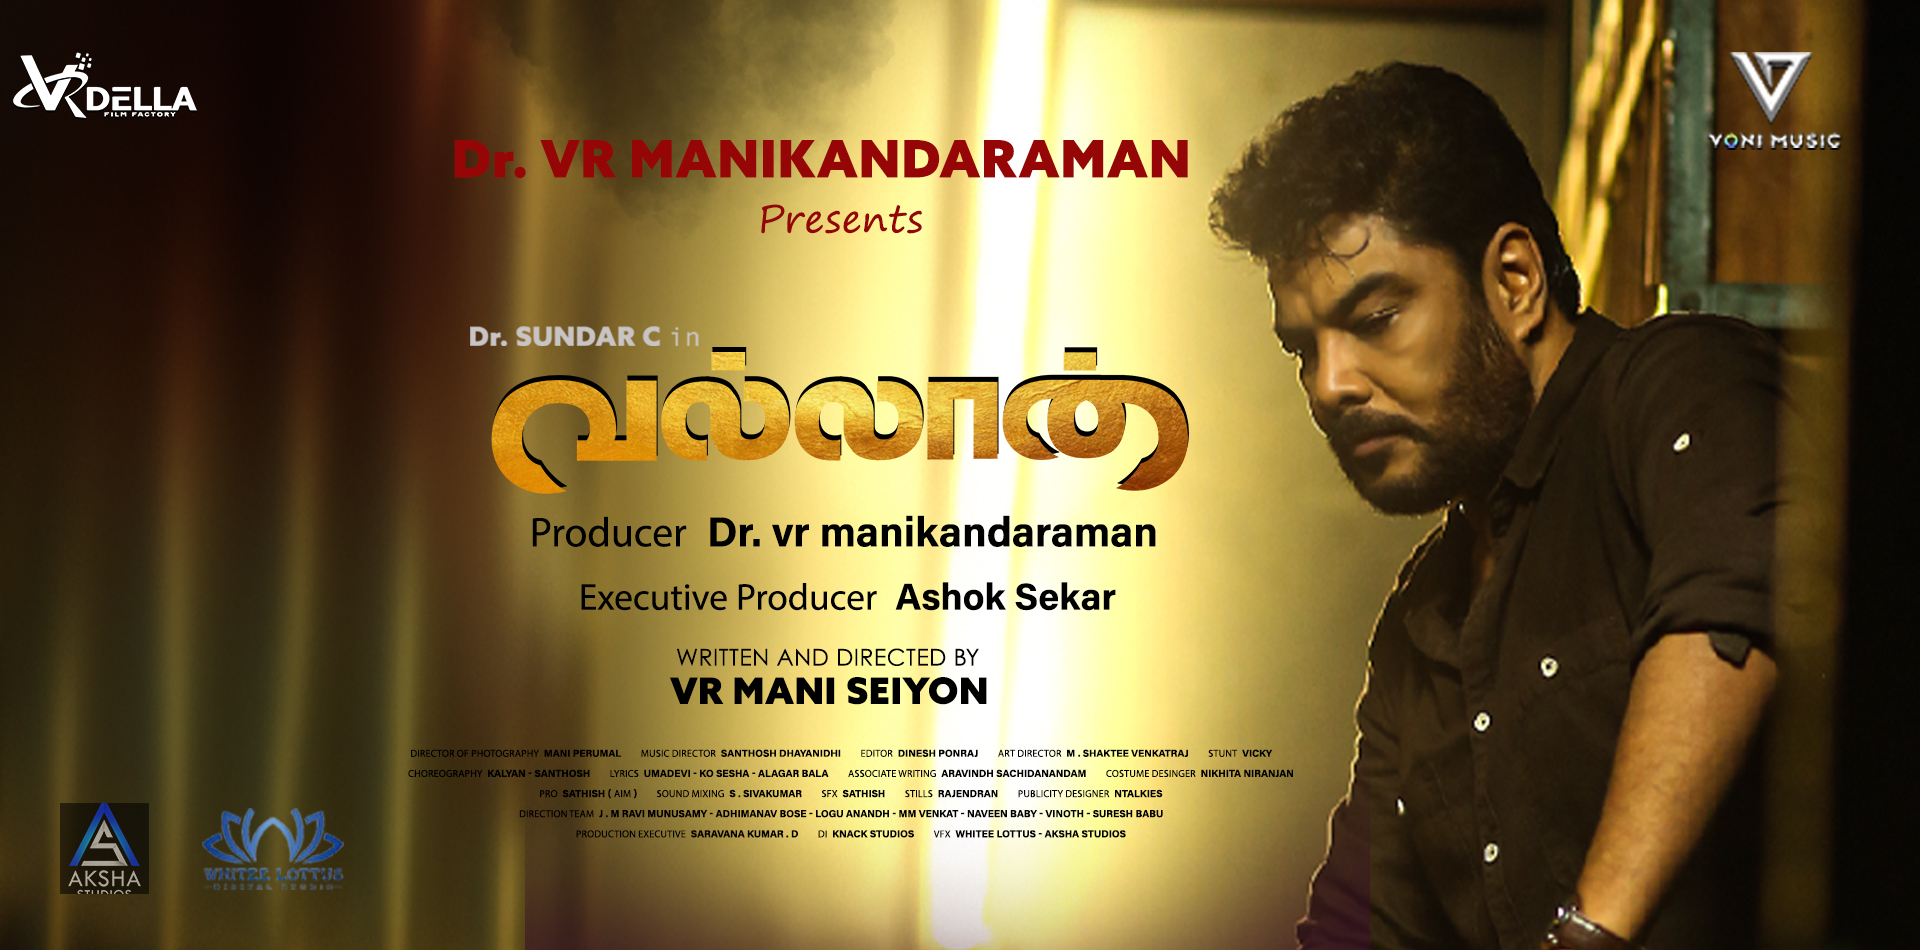 VR DELLA
FILM FACTORY
VONI MUSIC
Dr. VR MANIKANDARAMAN
Presents
Dr. SUNDAR C in
வல்லான்
Producer Dr. vr manikandaraman
Executive Producer Ashok Sekar
WRITTEN AND DIRECTED BY
VR MANI SEIYON
DIRECTOR OF PHOTOGRAPHY MANI PERUMAL MUSIC DIRECTOR SANTHOSH DHAYANIDHI EDITOR DINESH PONRAJ ART DIRECTOR M . SHAKTEE VENKATRAJ STUNT VICKY
CHOREOGRAPHY KALYAN - SANTHOSH LYRICS UMADEVI - KO SESHA - ALAGAR BALA ASSOCIATE WRITING ARAVINDH SACHIDANANDAM COSTUME DESINGER NIKHITA NIRANJAN
PRO SATHISH ( AIM ) SOUND MIXING S . SIVAKUMAR SFX SATHISH STILLS RAJENDRAN PUBLICITY DESIGNER NTALKIES
DIRECTION TEAM J . M RAVI MUNUSAMY - ADHIMANAV BOSE - LOGU ANANDH - MM VENKAT - NAVEEN BABY - VINOTH - SURESH BABU
PRODUCTION EXECUTIVE SARAVANA KUMAR . D DI KNACK STUDIOS VFX WHITEE LOTTUS - AKSHA STUDIOS
AKSHA
STUDIOS
WHITEE LOTTUS
DIGITAL STUDIO